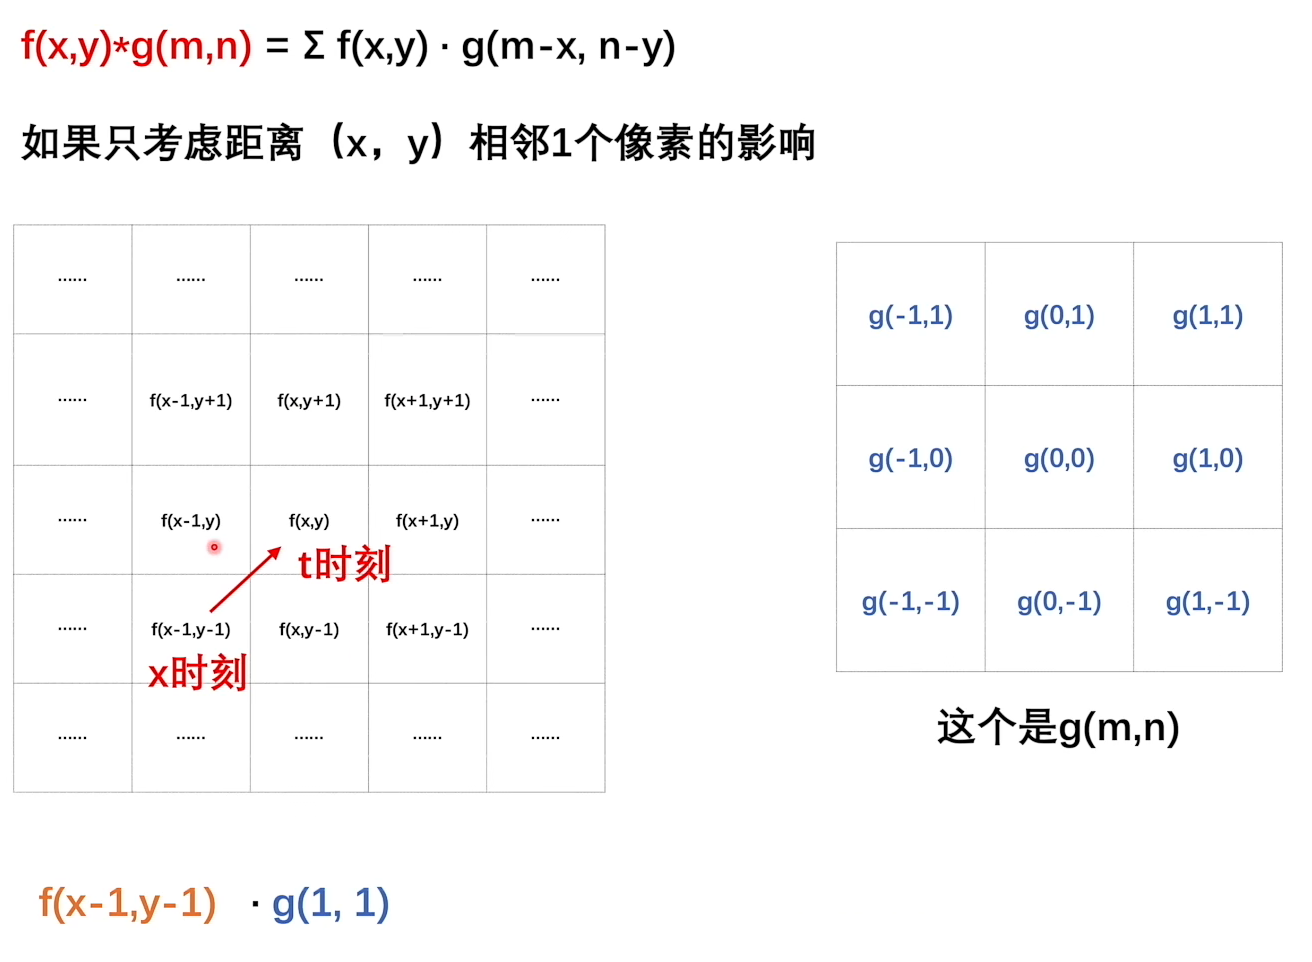 f(x,y)*g(m,n) = Σ f(x,y) · g(m-x, n-y)
如果只考虑距离（x，y）相邻1个像素的影响
...... ...... ...... ...... ......
...... f(x-1,y+1) f(x,y+1) f(x+1,y+1) ......
...... f(x-1,y) f(x,y) f(x+1,y) ......
t时刻
...... f(x-1,y-1) f(x,y-1) f(x+1,y-1) ......
x时刻
...... ...... ...... ...... ......
g(-1,1) g(0,1) g(1,1)
g(-1,0) g(0,0) g(1,0)
g(-1,-1) g(0,-1) g(1,-1)
这个是g(m,n)
f(x-1,y-1) · g(1, 1)